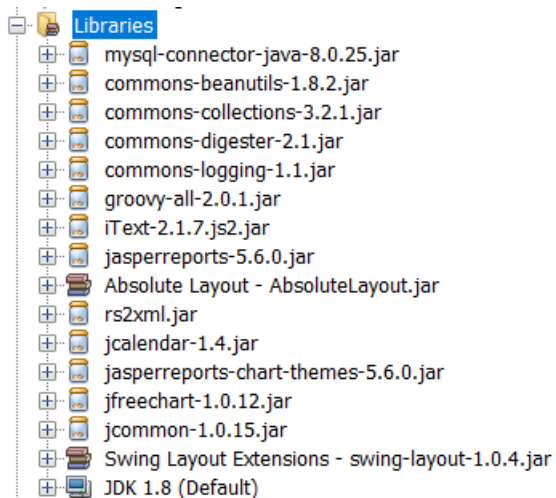 Libraries
mysql-connector-java-8.0.25.jar
commons-beanutils-1.8.2.jar
commons-collections-3.2.1.jar
commons-digester-2.1.jar
commons-logging-1.1.jar
groovy-all-2.0.1.jar
iText-2.1.7.js2.jar
jasperreports-5.6.0.jar
Absolute Layout - AbsoluteLayout.jar
rs2xml.jar
jcalendar-1.4.jar
jasperreports-chart-themes-5.6.0.jar
jfreechart-1.0.12.jar
jcommon-1.0.15.jar
Swing Layout Extensions - swing-layout-1.0.4.jar
JDK 1.8 (Default)